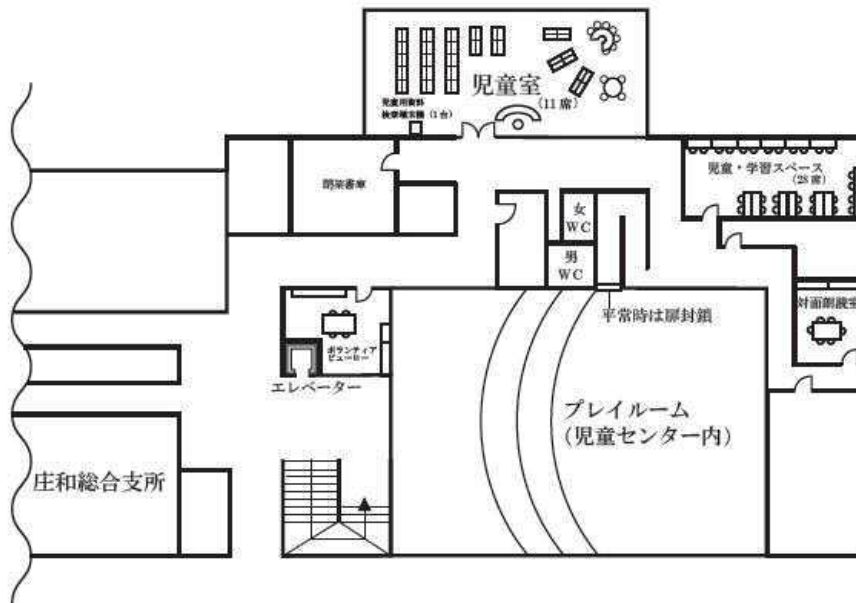 児童室
(11席)
児童用資料
検索端末機(1台)
児童・学習スペース
(28席)
閉架書庫
女
WC
男
WC
対面朗読室
平常時は扉封鎖
ボランティア
ビューロー
エレベーター
プレイルーム
(児童センター内)
庄和総合支所